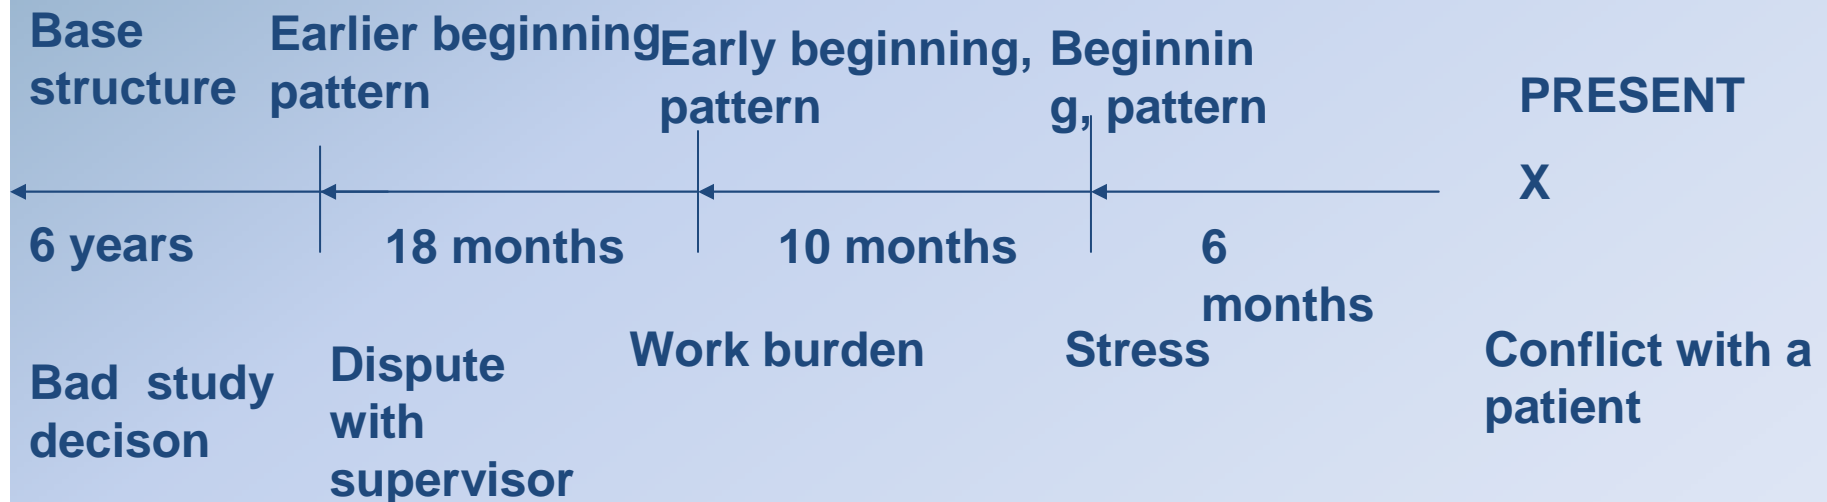 Base
structure
Earlier beginning
pattern
Early beginning,
pattern
Beginnin
g, pattern
PRESENT
X
6 years
18 months
10 months
6
months
Bad  study
decison
Dispute
with
supervisor
Work burden
Stress
Conflict with a
patient